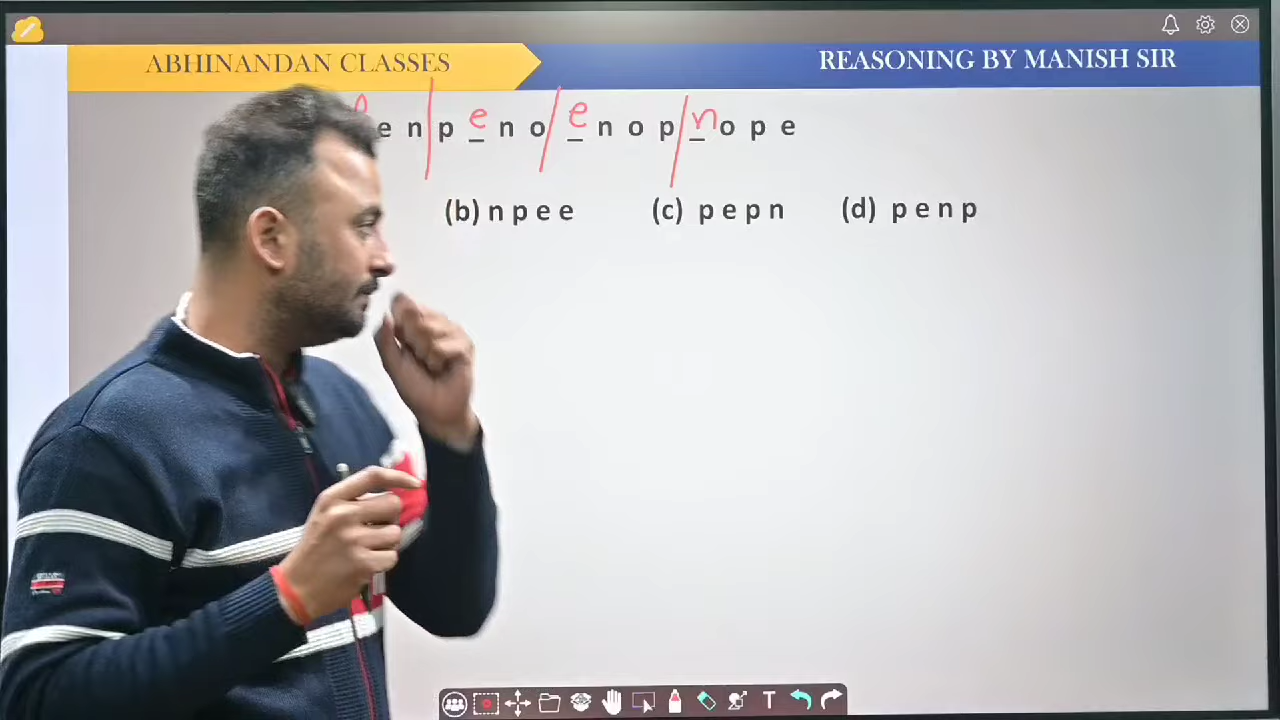 ABHINANDAN CLASSES
REASONING BY MANISH SIR
e n p e n o e n o p n o p e
(b) n p e e (c) p e p n (d) p e n p
T